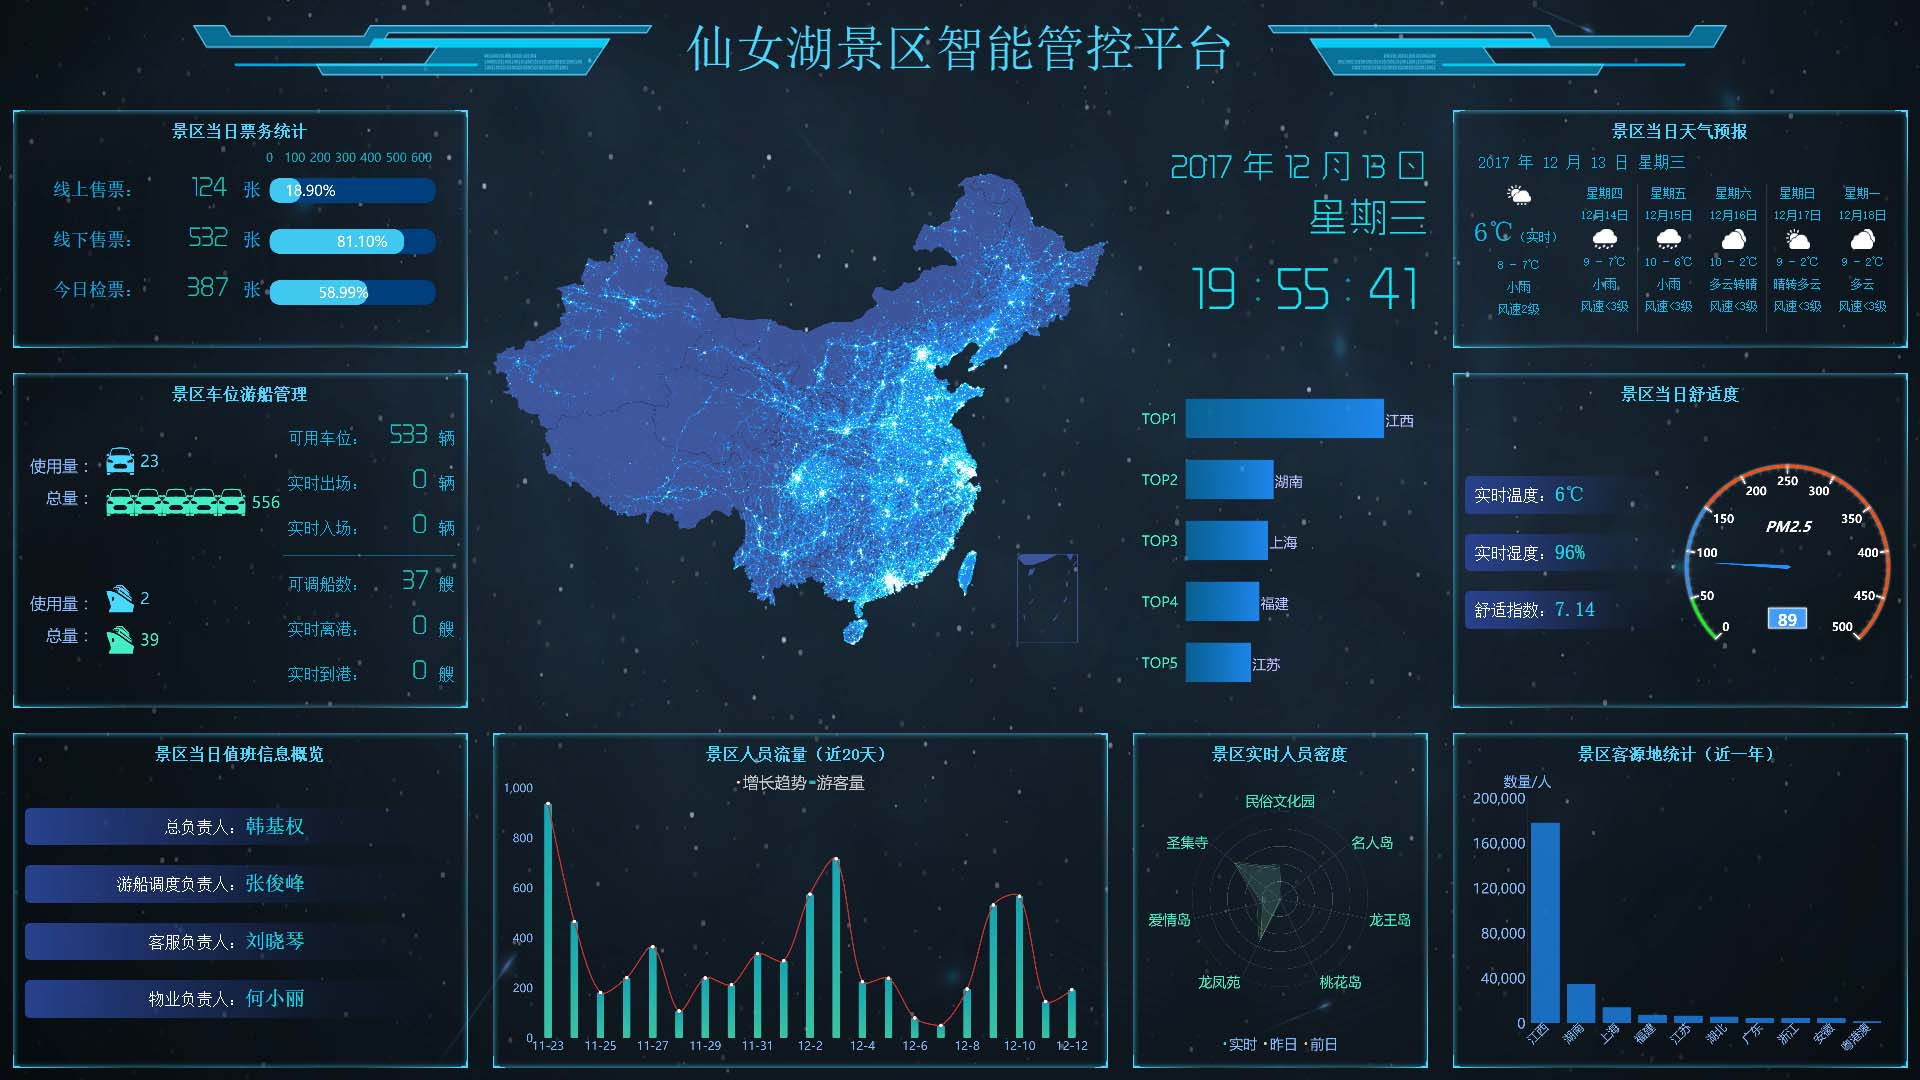 仙女湖景区智能管控平台
景区当日票务统计
0 100 200 300 400 500 600
线上售票: 124 张 18.90%
线下售票: 532 张 81.10%
今日检票: 387 张 58.99%
景区车位游船管理
使用量: 23
总量: 556
可用车位: 533 辆
实时出场: 0 辆
实时入场: 0 辆
使用量: 2
总量: 39
可调船数: 37 艘
实时离港: 0 艘
实时到港: 0 艘
景区当日值班信息概览
总负责人: 韩基权
游船调度负责人: 张俊峰
客服负责人: 刘晓琴
物业负责人: 何小丽
2017 年 12 月 13 日
星期三
19:55:41
TOP1 江西
TOP2 湖南
TOP3 上海
TOP4 福建
TOP5 江苏
景区人员流量 (近20天)
增长趋势 游客量
1,000
800
600
400
200
0
11-23 11-25 11-27 11-29 11-31 12-2 12-4 12-6 12-8 12-10 12-12
景区实时人员密度
民俗文化园
圣集寺
名人岛
爱情岛
龙王岛
龙凤苑
桃花岛
实时 昨日 前日
景区当日天气预报
2017 年 12 月 13 日 星期三
6℃ (实时)
8 - 7℃
小雨
风速2级
星期四
12月14日
9 - 7℃
小雨
风速<3级
星期五
12月15日
10 - 6℃
小雨
风速<3级
星期六
12月16日
10 - 2℃
多云转晴
风速<3级
星期日
12月17日
9 - 2℃
晴转多云
风速<3级
星期一
12月18日
9 - 2℃
多云
风速<3级
景区当日舒适度
实时温度: 6℃
实时湿度: 96%
舒适指数: 7.14
PM2.5
0 50 100 150 200 250 300 350 400 450 500
89
景区客源地统计 (近一年)
数量/人
200,000
160,000
120,000
80,000
40,000
0
江西 湖南 上海 福建 江苏 湖北 广东 浙江 安徽 粤港澳